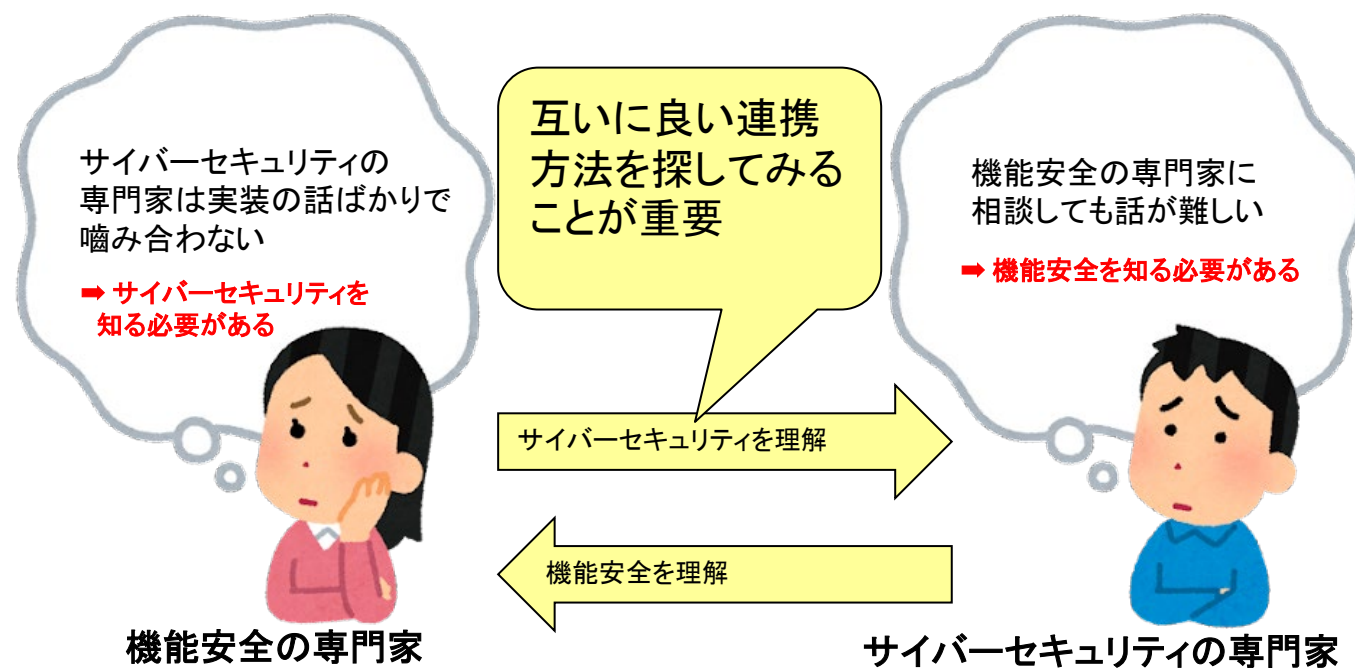 サイバーセキュリティの
専門家は実装の話ばかりで
嚙み合わない
➡ サイバーセキュリティを
知る必要がある
互いに良い連携
方法を探してみる
ことが重要
機能安全の専門家に
相談しても話が難しい
➡ 機能安全を知る必要がある
サイバーセキュリティを理解
機能安全を理解
機能安全の専門家
サイバーセキュリティの専門家